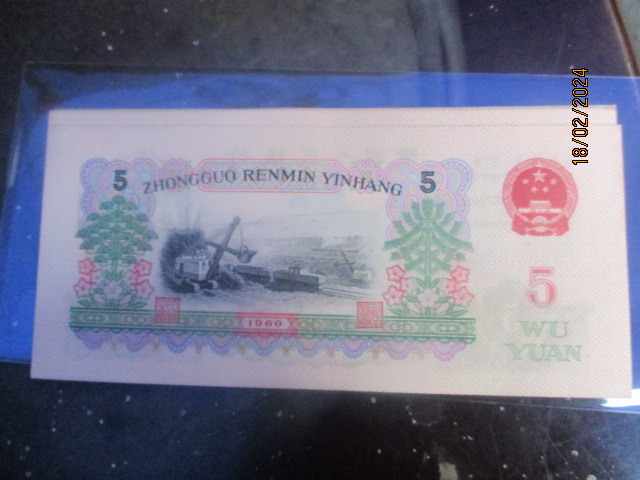 18/02/2024
5 ZHONGGUO RENMIN YINHANG 5
5
1960
WU
YUAN